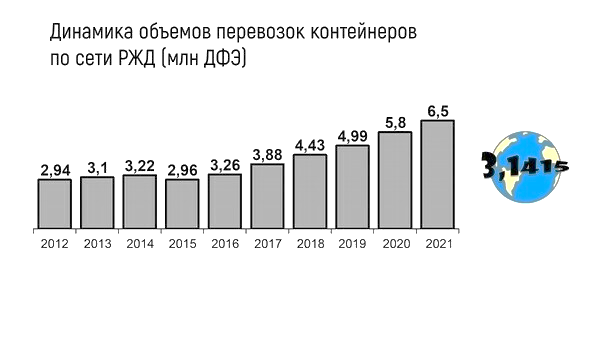 Динамика объемов перевозок контейнеров
по сети РЖД (млн ДФЭ)
2,94 3,1 3,22 2,96 3,26 3,88 4,43 4,99 5,8 6,5
2012 2013 2014 2015 2016 2017 2018 2019 2020 2021
3,1415